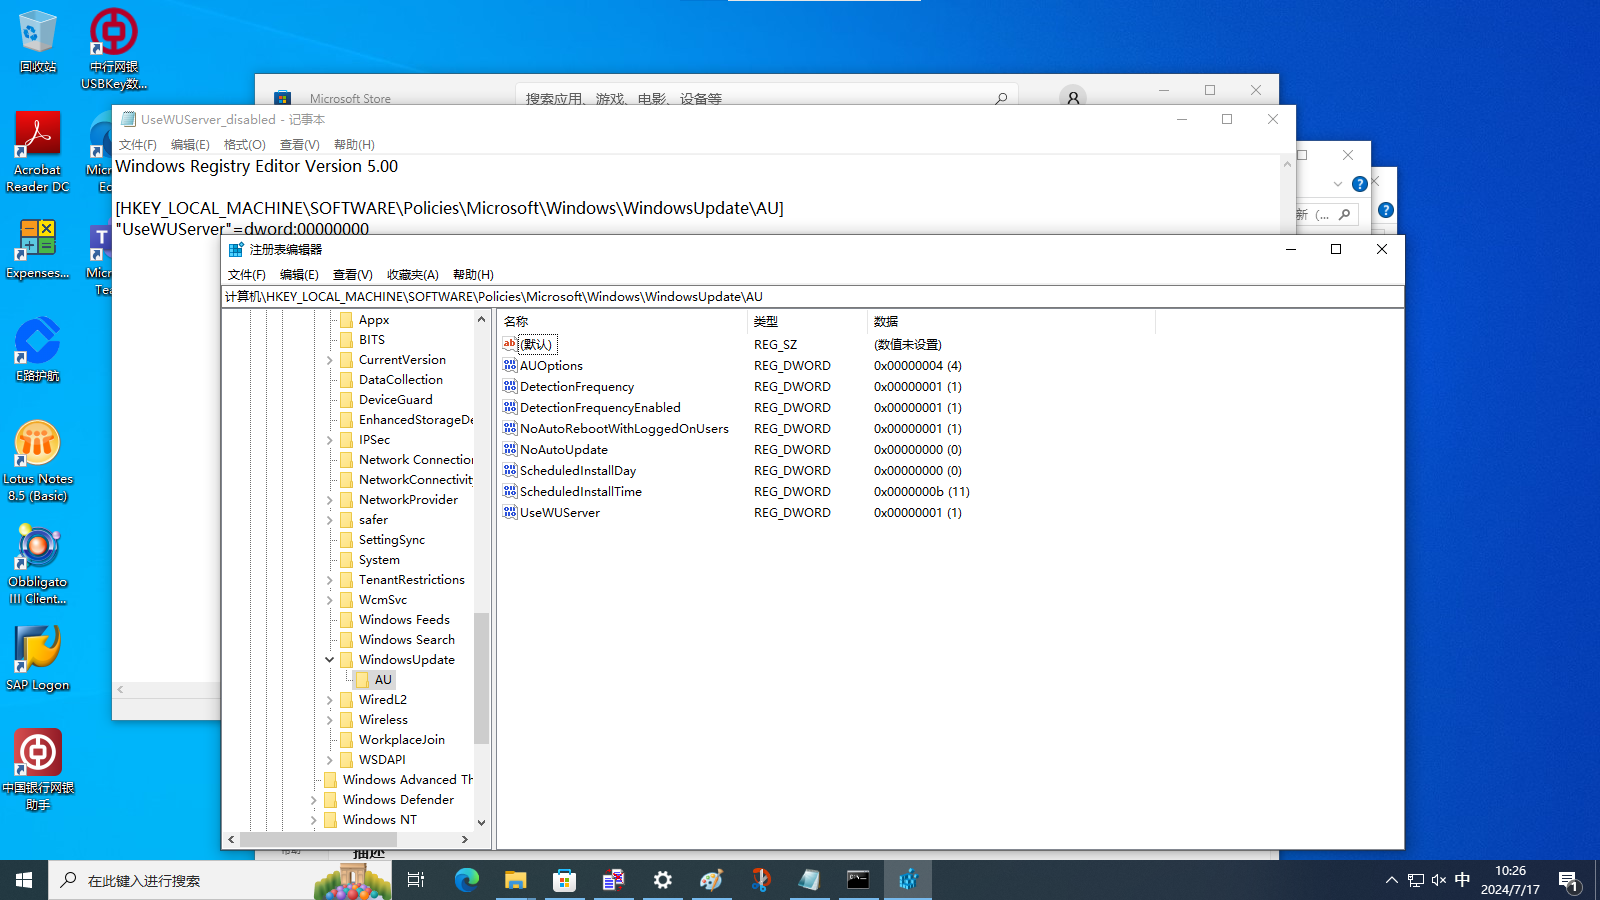 回收站
中行网银
USBKey数...
Acrobat
Reader DC
Expenses...
E路护航
Lotus Notes
8.5 (Basic)
Obbligato
III Client...
SAP Logon
中国银行网银
助手
Microsoft Store
搜索应用、游戏、电影、设备等
UseWUServer_disabled - 记事本
文件(F) 编辑(E) 格式(O) 查看(V) 帮助(H)
Windows Registry Editor Version 5.00
[HKEY_LOCAL_MACHINE\SOFTWARE\Policies\Microsoft\Windows\WindowsUpdate\AU]
"UseWUServer"=dword:00000000
新 (...
注册表编辑器
文件(F) 编辑(E) 查看(V) 收藏夹(A) 帮助(H)
计算机\HKEY_LOCAL_MACHINE\SOFTWARE\Policies\Microsoft\Windows\WindowsUpdate\AU
Appx
BITS
CurrentVersion
DataCollection
DeviceGuard
EnhancedStorageDe
IPSec
Network Connection
NetworkConnectivity
NetworkProvider
safer
SettingSync
System
TenantRestrictions
WcmSvc
Windows Feeds
Windows Search
WindowsUpdate
AU
WiredL2
Wireless
WorkplaceJoin
WSDAPI
Windows Advanced Th
Windows Defender
Windows NT
名称 类型 数据
(默认) REG_SZ (数值未设置)
AUOptions REG_DWORD 0x00000004 (4)
DetectionFrequency REG_DWORD 0x00000001 (1)
DetectionFrequencyEnabled REG_DWORD 0x00000001 (1)
NoAutoRebootWithLoggedOnUsers REG_DWORD 0x00000001 (1)
NoAutoUpdate REG_DWORD 0x00000000 (0)
ScheduledInstallDay REG_DWORD 0x00000000 (0)
ScheduledInstallTime REG_DWORD 0x0000000b (11)
UseWUServer REG_DWORD 0x00000001 (1)
描述
在此键入进行搜索
中
10:26
2024/7/17
1